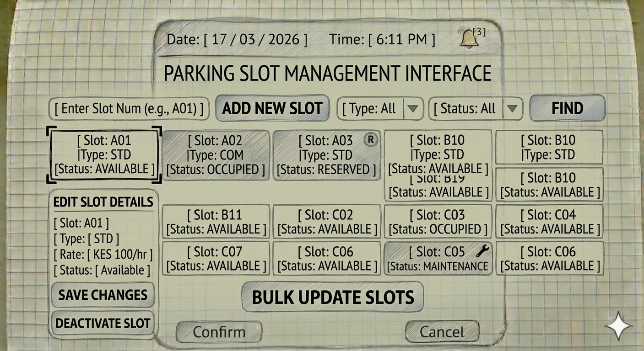 Date: [ 17 / 03 / 2026 ] Time: [ 6:11 PM ] [3]
PARKING SLOT MANAGEMENT INTERFACE
[ Enter Slot Num (e.g., A01) ] ADD NEW SLOT [ Type: All ] [ Status: All ] FIND
[ Slot: A01
|Type: STD
[Status: AVAILABLE ]
[ Slot: A02
|Type: COM
[Status: OCCUPIED ]
[ Slot: A03 R
|Type: STD
[Status: RESERVED ]
[ Slot: B10
|Type: STD
[Status: AVAILABLE ]
[ Slot: B19
[Status: AVAILABLE ]
[ Slot: B10
|Type: STD
[ Slot: B10
[Status: AVAILABLE ]
EDIT SLOT DETAILS
[ Slot: A01 ]
[ Type: [ STD ]
[ Rate: [ KES 100/hr ]
[ Status: [ Available ]
SAVE CHANGES
DEACTIVATE SLOT
[ Slot: B11
[Status: AVAILABLE ]
[ Slot: C02
[Status: AVAILABLE ]
[ Slot: C03
[Status: OCCUPIED ]
[ Slot: C04
[Status: AVAILABLE ]
[ Slot: C07
[Status: AVAILABLE ]
[ Slot: C06
[Status: AVAILABLE ]
[ Slot: C05
[Status: MAINTENANCE
[ Slot: C06
[Status: AVAILABLE ]
BULK UPDATE SLOTS
Confirm Cancel